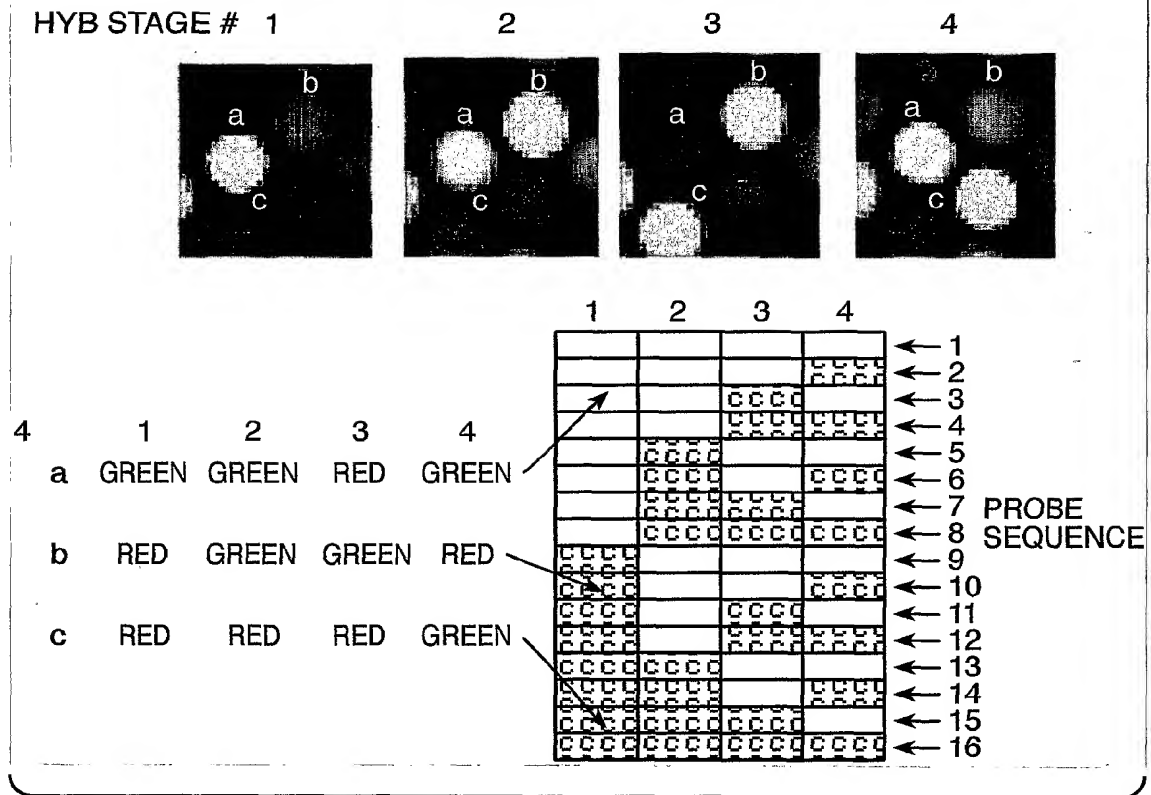 HYB STAGE # 1 2 3 4
a b c
a b c
a b c
a b c
1 2 3 4
1
2
3
4
5
6
7
8
9
10
11
12
13
14
15
16
PROBE
SEQUENCE
4 1 2 3 4
a GREEN GREEN RED GREEN
b RED GREEN GREEN RED
c RED RED RED GREEN
C C C C
C C C C
C C C C
C C C C
C C C C
C C C C
C C C C
C C C C
C C C C C C C C
C C C C C C C C C C C C
C C C C
C C C C C C C C
C C C C C C C C
C C C C C C C C C C C C
C C C C C C C C
C C C C C C C C C C C C
C C C C C C C C C C C C
C C C C C C C C C C C C C C C C